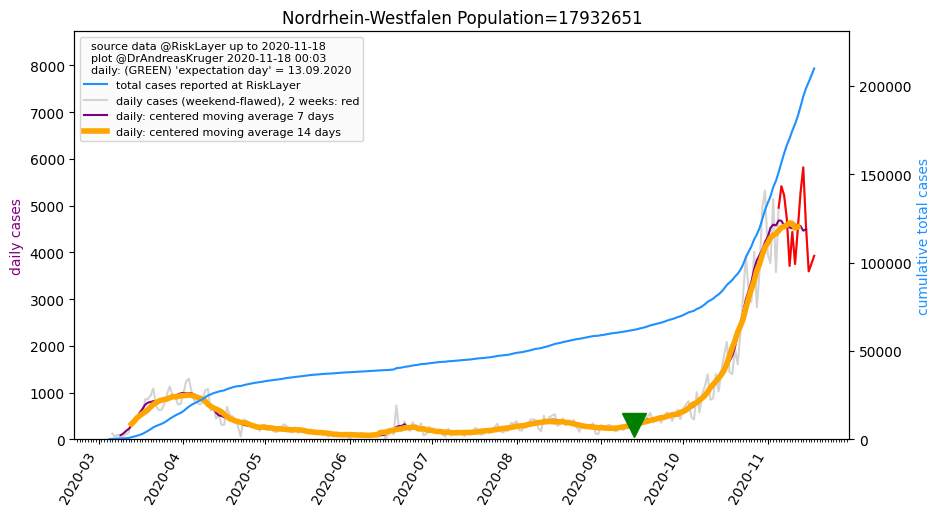 Nordrhein-Westfalen Population=17932651
source data @RiskLayer up to 2020-11-18
plot @DrAndreasKruger 2020-11-18 00:03
daily: (GREEN) 'expectation day' = 13.09.2020
total cases reported at RiskLayer
daily cases (weekend-flawed), 2 weeks: red
daily: centered moving average 7 days
daily: centered moving average 14 days
daily cases
8000
7000
6000
5000
4000
3000
2000
1000
0
200000
150000
100000
50000
0
cumulative total cases
2020-03
2020-04
2020-05
2020-06
2020-07
2020-08
2020-09
2020-10
2020-11